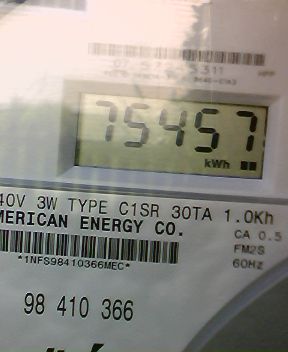 75457
kWh
40V 3W TYPE C1SR 30TA 1.0Kh
MERICAN ENERGY CO.
CA 0.5
FM2S
60HZ
*1NFS98410366MEC*
98 410 366